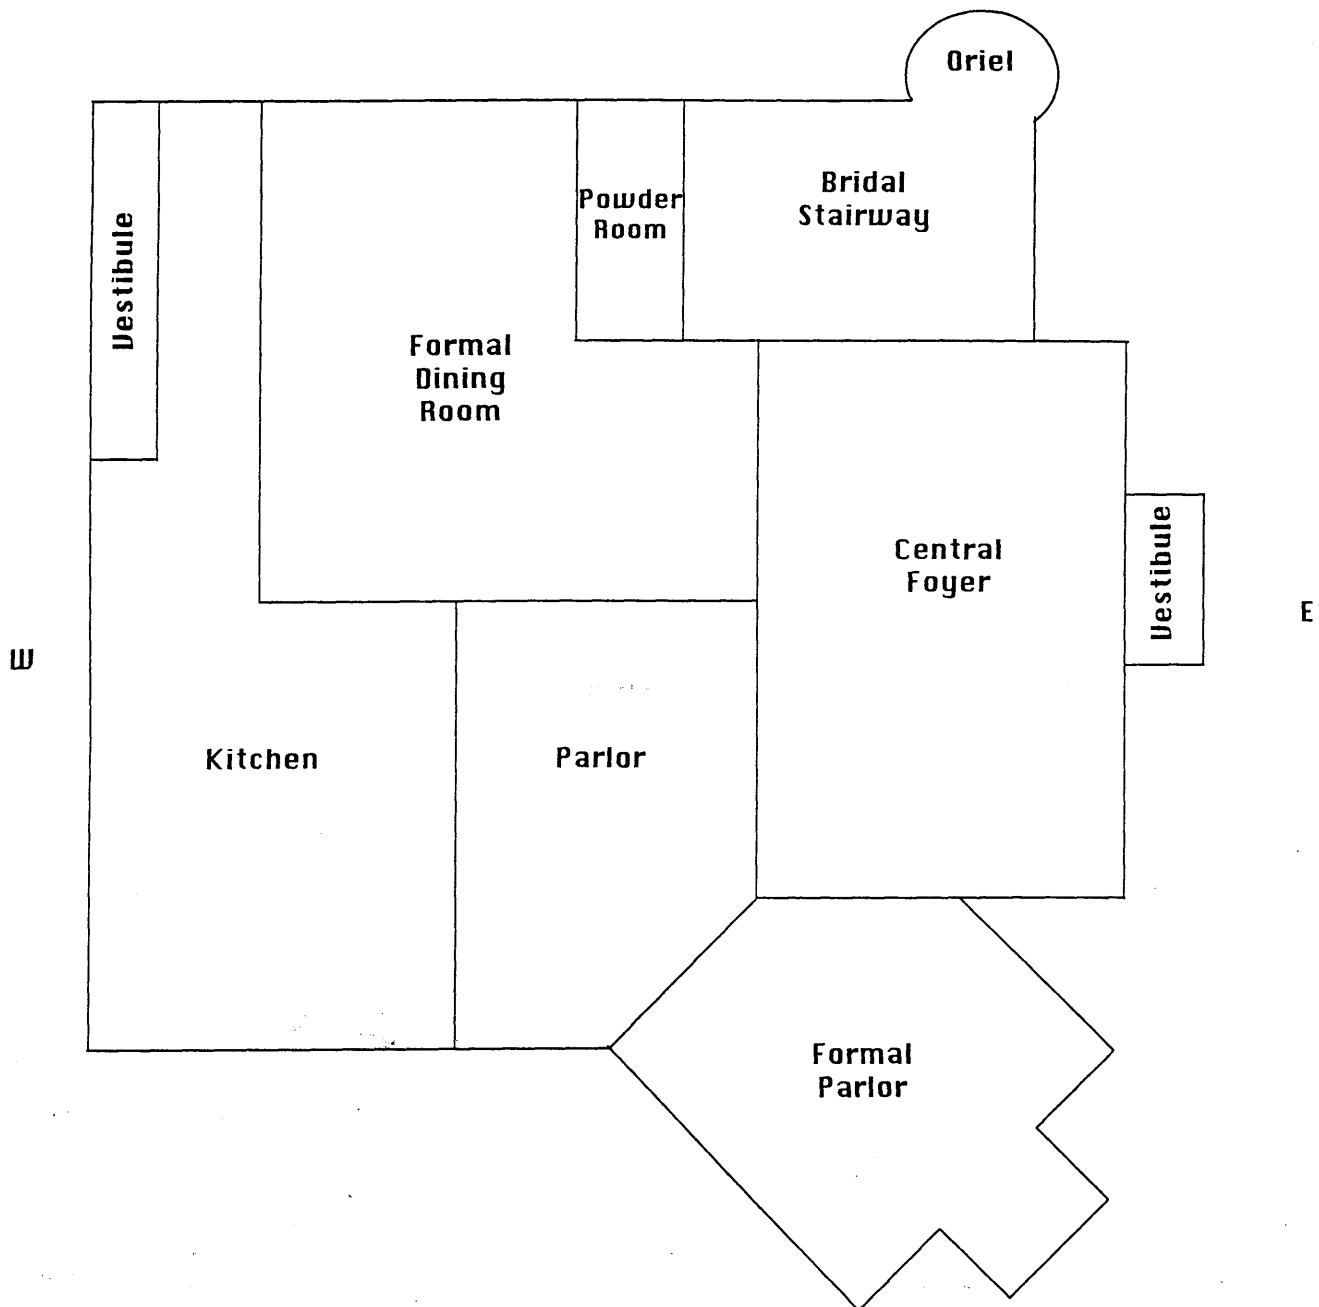 Oriel
Bridal
Stairway
Powder
Room
Vestibule
Formal
Dining
Room
Central
Foyer
Vestibule
E
W
Kitchen
Parlor
Formal
Parlor